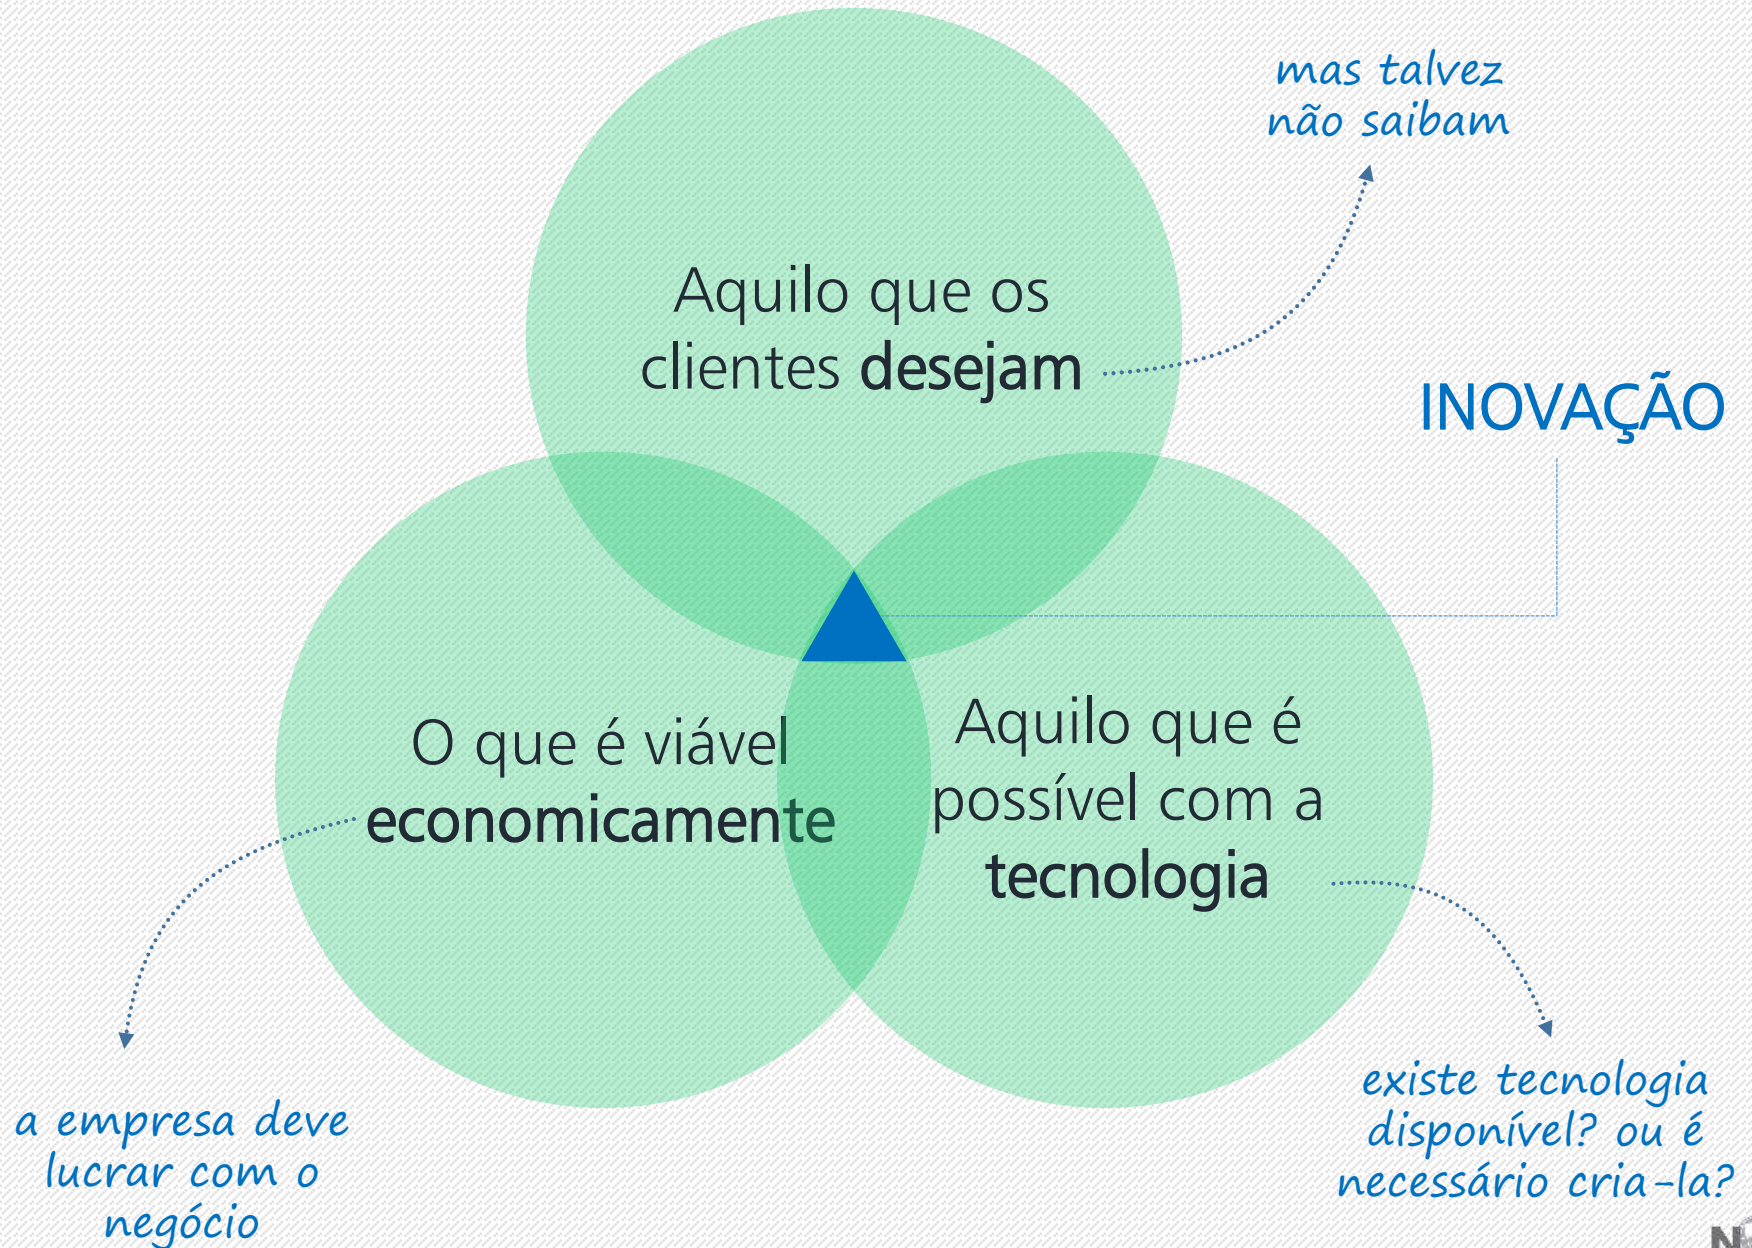 mas talvez
não saibam
Aquilo que os
clientes desejam
INOVAÇÃO
O que é viável
economicamente
Aquilo que é
possível com a
tecnologia
a empresa deve
lucrar com o
negócio
existe tecnologia
disponível? ou é
necessário cria-la?